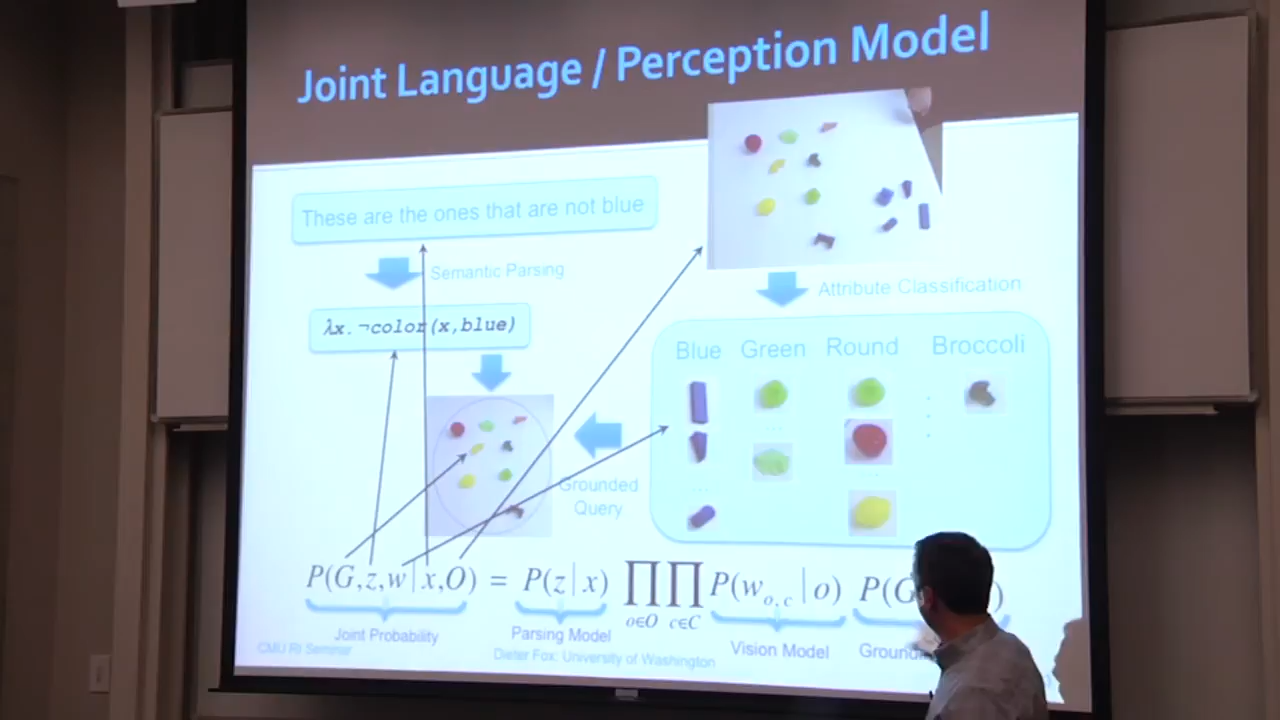 Joint Language / Perception Model
These are the ones that are not blue
Semantic Parsing
λx.¬color(x,blue)
Attribute Classification
Blue Green Round Broccoli
Grounded
Query
P(G,z,w|x,O) = P(z|x) ∏ ∏ P(w_{o,c}|o) P(G
o∈O c∈C
Joint Probability
Parsing Model
Vision Model
CMU RI Seminar
Dieter Fox: University of Washington